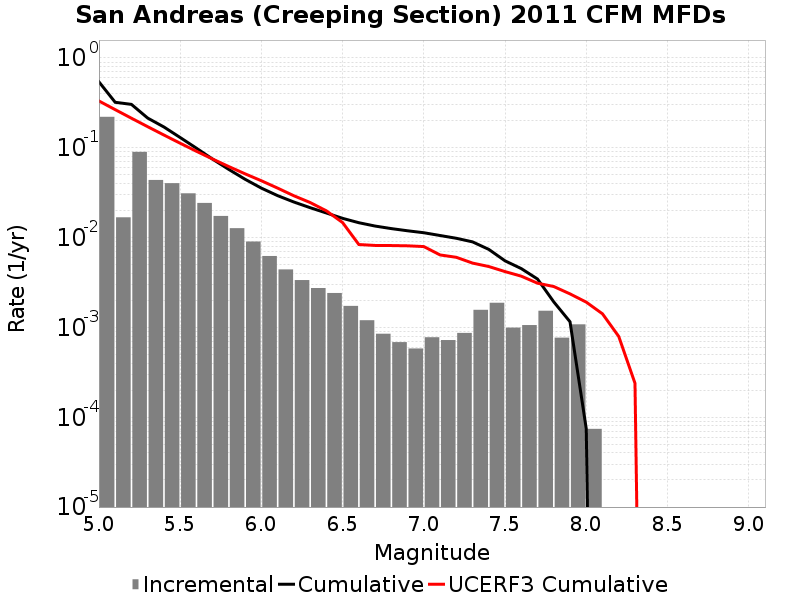 San Andreas (Creeping Section) 2011 CFM MFDs
10^0
10^-1
10^-2
10^-3
10^-4
10^-5
Rate (1/yr)
5.0 5.5 6.0 6.5 7.0 7.5 8.0 8.5 9.0
Magnitude
Incremental Cumulative UCERF3 Cumulative